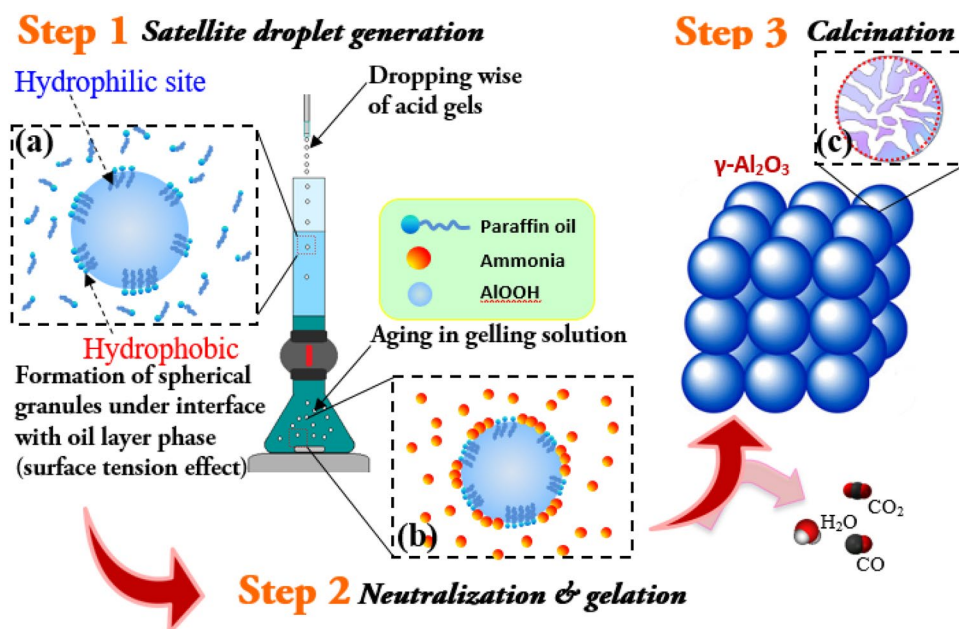 Step 1 Satellite droplet generation
Hydrophilic site
Dropping wise
of acid gels
(a)
Hydrophobic
Formation of spherical
granules under interface
with oil layer phase
(surface tension effect)
Paraffin oil
Ammonia
AlOOH
Aging in gelling solution
(b)
Step 2 Neutralization & gelation
Step 3 Calcination
(c)
γ-Al₂O₃
CO₂
H₂O
CO